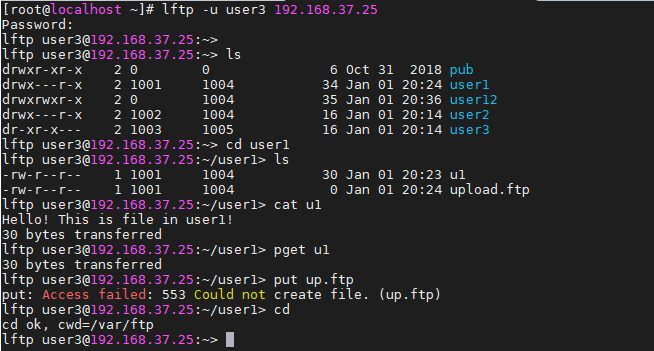 [root@localhost ~]# lftp -u user3 192.168.37.25
Password:
lftp user3@192.168.37.25:~>
lftp user3@192.168.37.25:~> ls
drwxr-xr-x    2 0        0               6 Oct 31  2018 pub
drwx---r-x    2 1001     1004           34 Jan 01 20:24 user1
drwxrwxr-x    2 0        1004           35 Jan 01 20:36 user12
drwx---r-x    2 1002     1004           16 Jan 01 20:14 user2
dr-xr-x---    2 1003     1005           16 Jan 01 20:14 user3
lftp user3@192.168.37.25:~> cd user1
lftp user3@192.168.37.25:~/user1> ls
-rw-r--r--    1 1001     1004           30 Jan 01 20:23 u1
-rw-r--r--    1 1001     1004            0 Jan 01 20:24 upload.ftp
lftp user3@192.168.37.25:~/user1> cat u1
Hello! This is file in user1!
30 bytes transferred
lftp user3@192.168.37.25:~/user1> pget u1
30 bytes transferred
lftp user3@192.168.37.25:~/user1> put up.ftp
put: Access failed: 553 Could not create file. (up.ftp)
lftp user3@192.168.37.25:~/user1> cd
cd ok, cwd=/var/ftp
lftp user3@192.168.37.25:~>